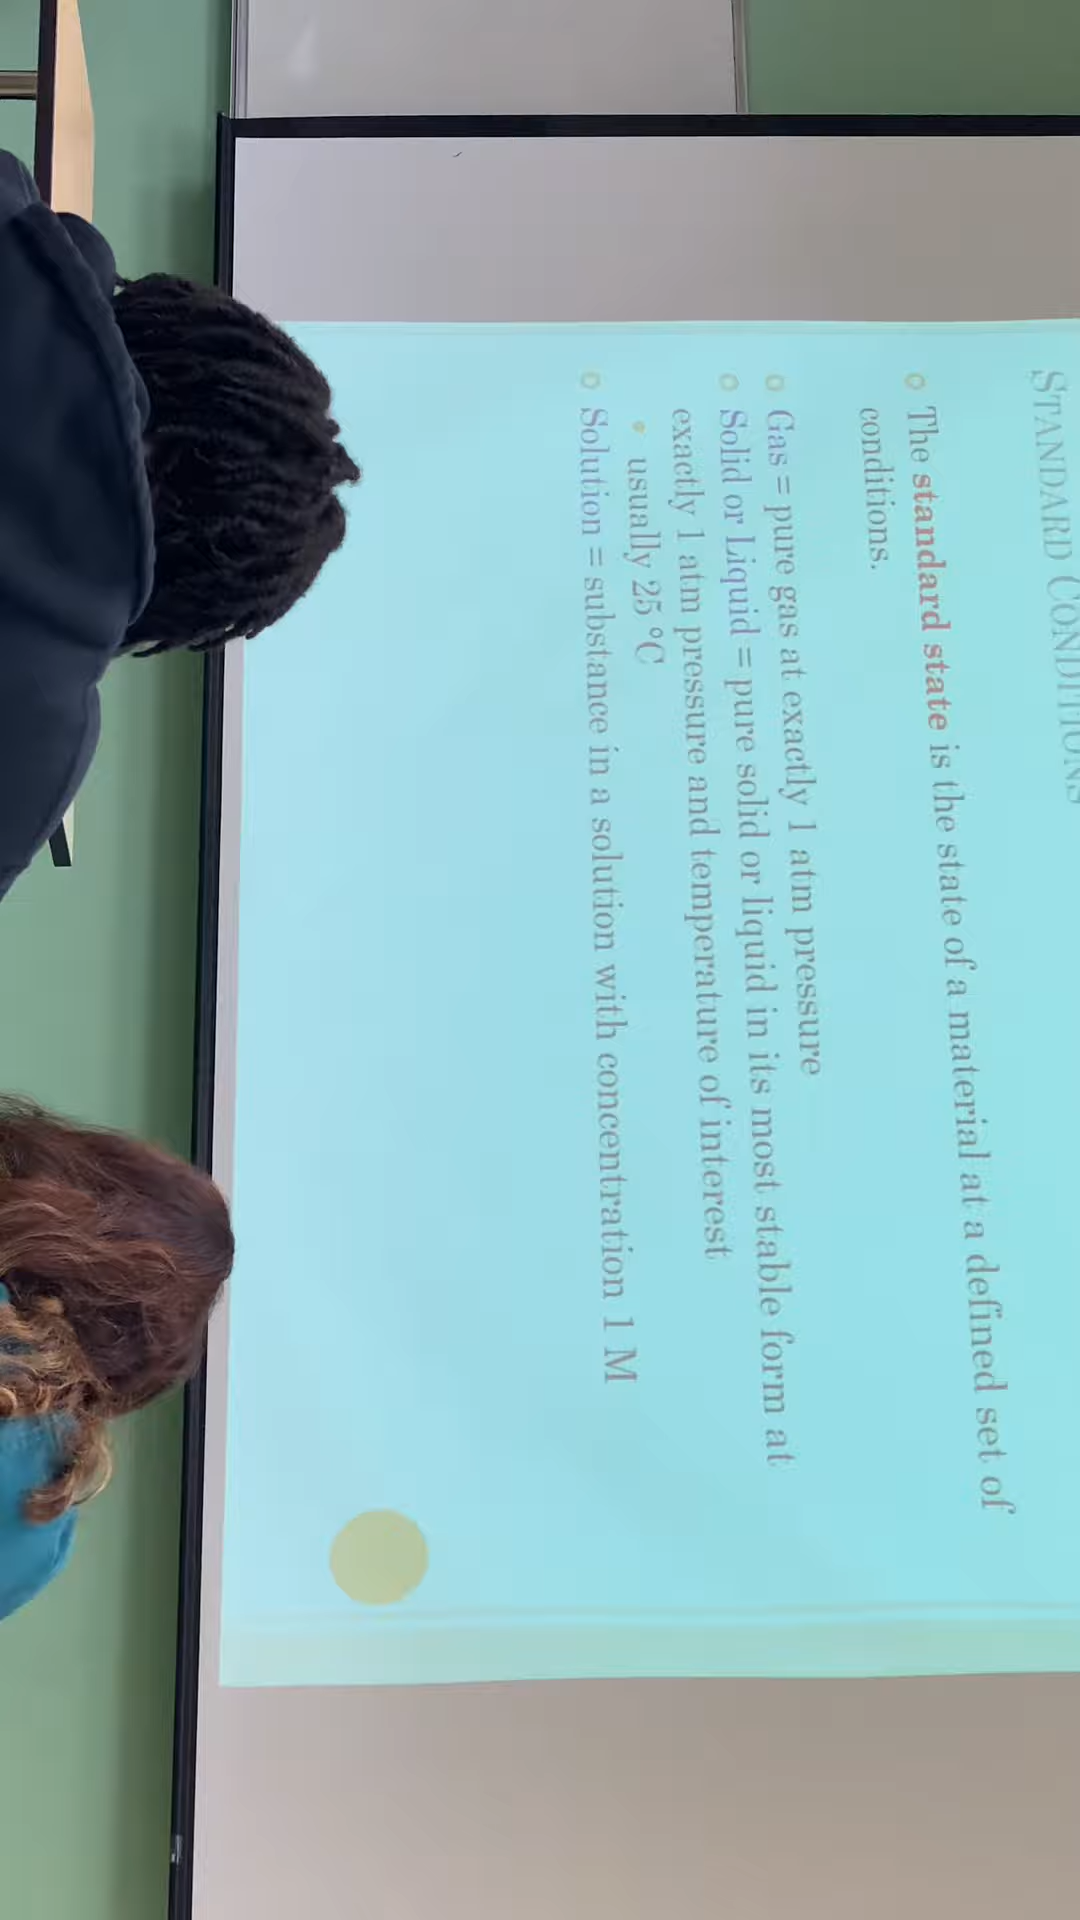 STANDARD CONDITIONS
The standard state is the state of a material at a defined set of
conditions.
Gas = pure gas at exactly 1 atm pressure
Solid or Liquid = pure solid or liquid in its most stable form at
exactly 1 atm pressure and temperature of interest
usually 25 °C
Solution = substance in a solution with concentration 1 M